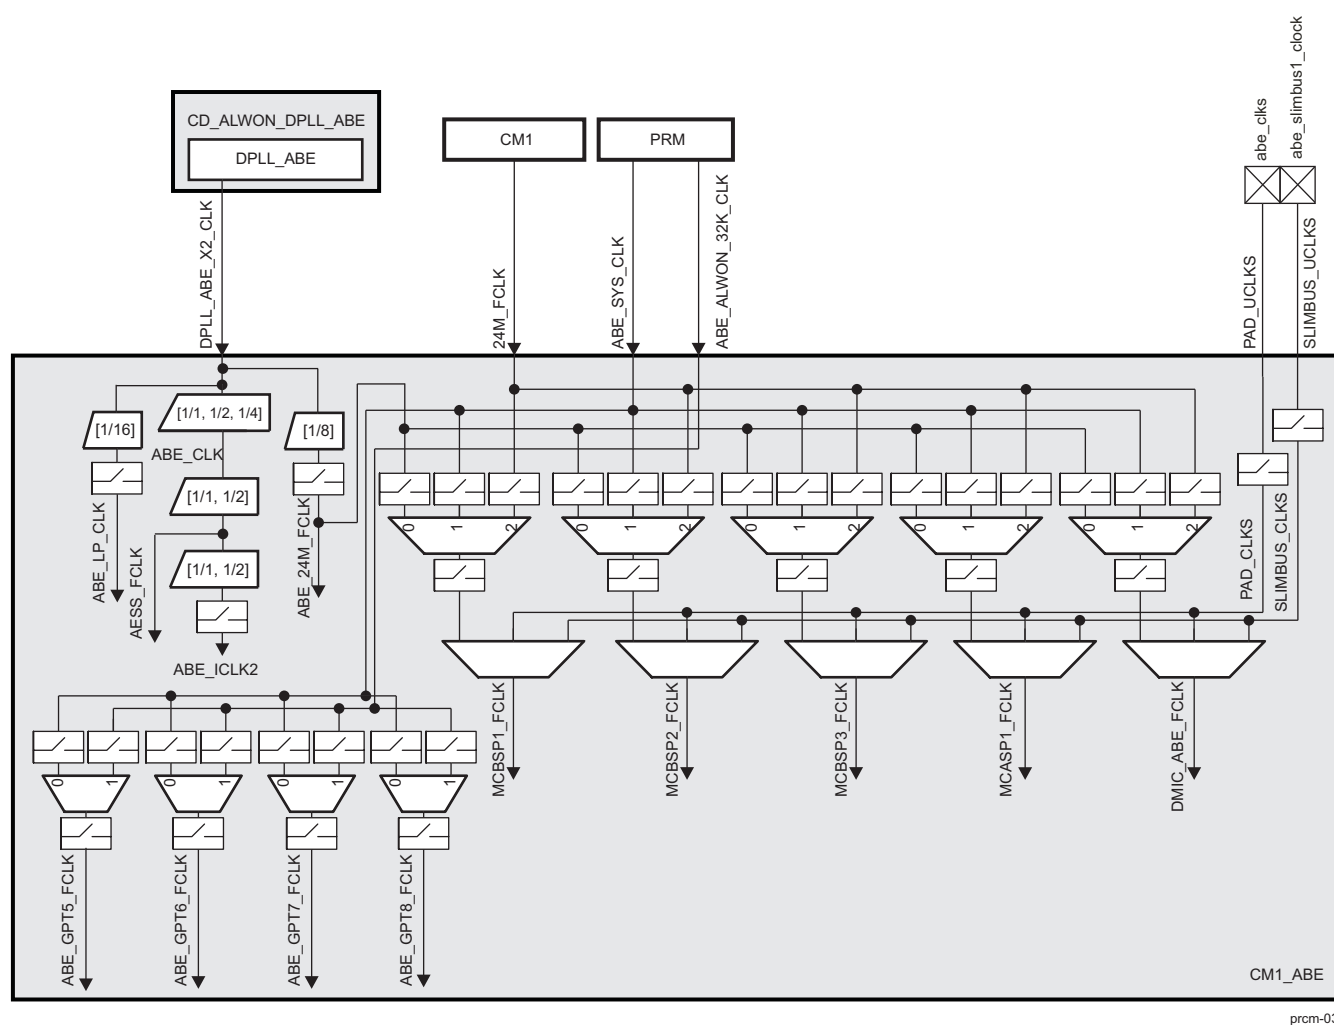 abe_clks
abe_slimbus1_clock
CD_ALWON_DPLL_ABE
DPLL_ABE
CM1
PRM
DPLL_ABE_X2_CLK
24M_FCLK
ABE_SYS_CLK
ABE_ALWON_32K_CLK
PAD_UCLKS
SLIMBUS_UCLKS
[1/16]
[1/1, 1/2, 1/4]
[1/8]
ABE_CLK
[1/1, 1/2]
[1/1, 1/2]
ABE_LP_CLK
AESS_FCLK
ABE_24M_FCLK
ABE_ICLK2
0 1 2
0 1 2
0 1 2
0 1 2
0 1 2
PAD_CLKS
SLIMBUS_CLKS
MCBSP1_FCLK
MCBSP2_FCLK
MCBSP3_FCLK
MCASP1_FCLK
DMIC_ABE_FCLK
0 1
0 1
0 1
0 1
ABE_GPT5_FCLK
ABE_GPT6_FCLK
ABE_GPT7_FCLK
ABE_GPT8_FCLK
CM1_ABE